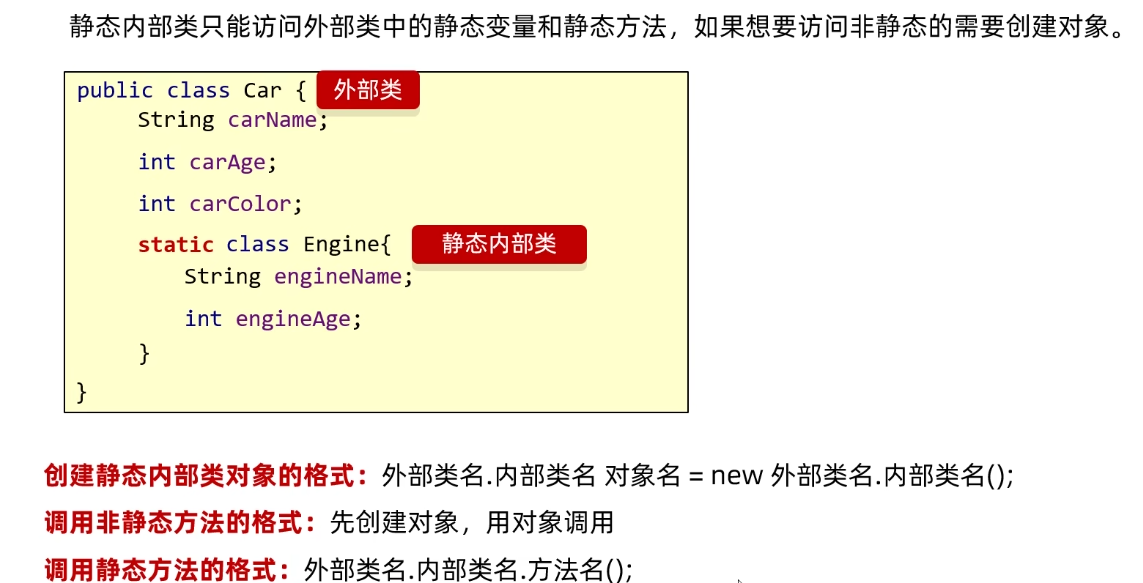 静态内部类只能访问外部类中的静态变量和静态方法，如果想要访问非静态的需要创建对象。
public class Car { 外部类
String carName;
int carAge;
int carColor;
static class Engine{ 静态内部类
String engineName;
int engineAge;
}
}
创建静态内部类对象的格式：外部类名.内部类名 对象名 = new 外部类名.内部类名();
调用非静态方法的格式：先创建对象，用对象调用
调用静态方法的格式：外部类名.内部类名.方法名();